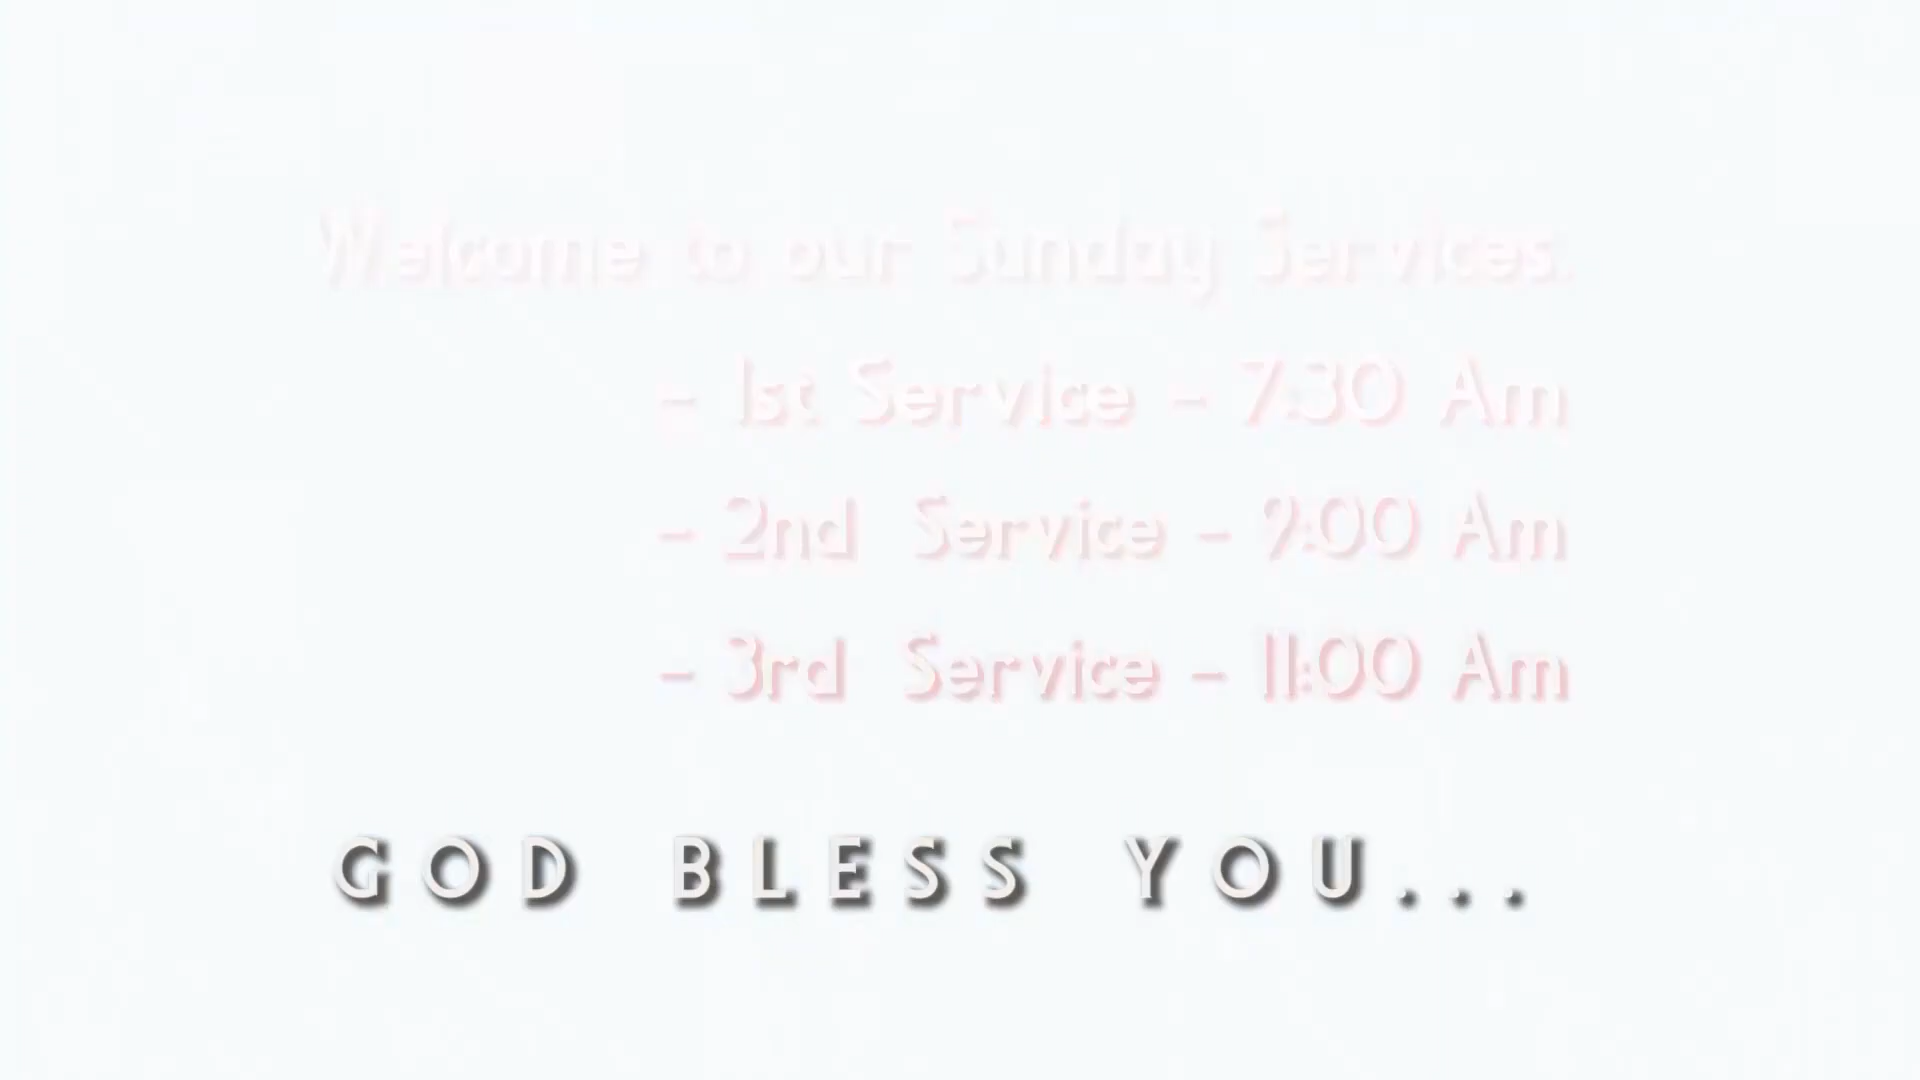 Welcome to our Sunday Services:
- 1st Service - 7:30 Am
- 2nd Service - 9:00 Am
- 3rd Service - 11:00 Am
GOD BLESS YOU...